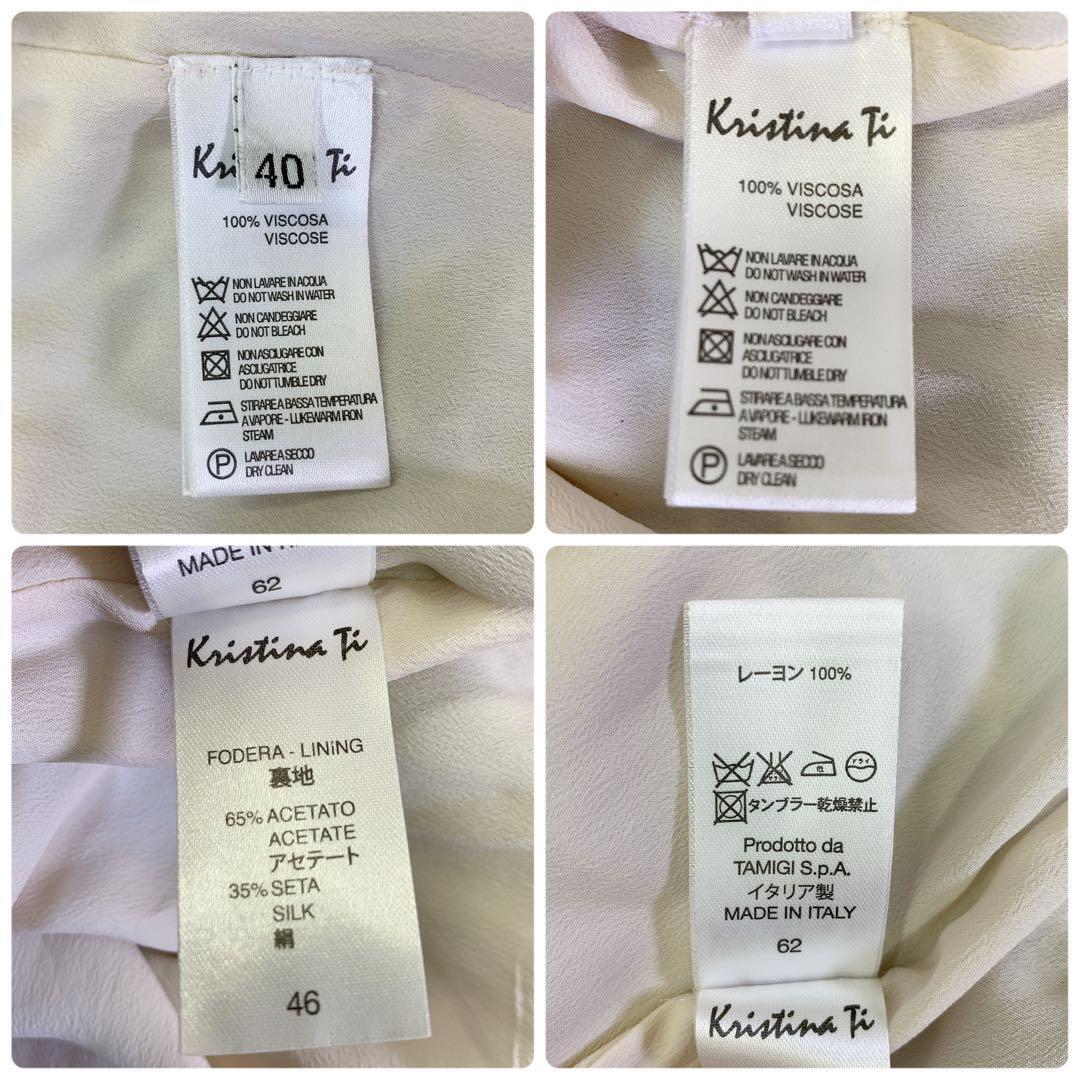 Kri 40 Ti
100% VISCOSA
VISCOSE
NON LAVARE IN ACQUA
DO NOT WASH IN WATER
NON CANDEGGIARE
DO NOT BLEACH
NON ASCIUGARE CON
ASCIUGATRICE
DO NOT TUMBLE DRY
STIRARE A BASSA TEMPERATURA
A VAPORE - LUKEWARM IRON
STEAM
P LAVARE A SECCO
DRY CLEAN
Kristina Ti
100% VISCOSA
VISCOSE
NON LAVARE IN ACQUA
DO NOT WASH IN WATER
NON CANDEGGIARE
DO NOT BLEACH
NON ASCIUGARE CON
ASCIUGATRICE
DO NOT TUMBLE DRY
STIRARE A BASSA TEMPERATURA
A VAPORE - LUKEWARM IRON
STEAM
P LAVARE A SECCO
DRY CLEAN
MADE IN
62
Kristina Ti
FODERA - LINiNG
裏地
65% ACETATO
ACETATE
アセテート
35% SETA
SILK
絹
46
レーヨン 100%
低 ドライ
タンブラー乾燥禁止
Prodotto da
TAMIGI S.p.A.
イタリア製
MADE IN ITALY
62
Kristina Ti